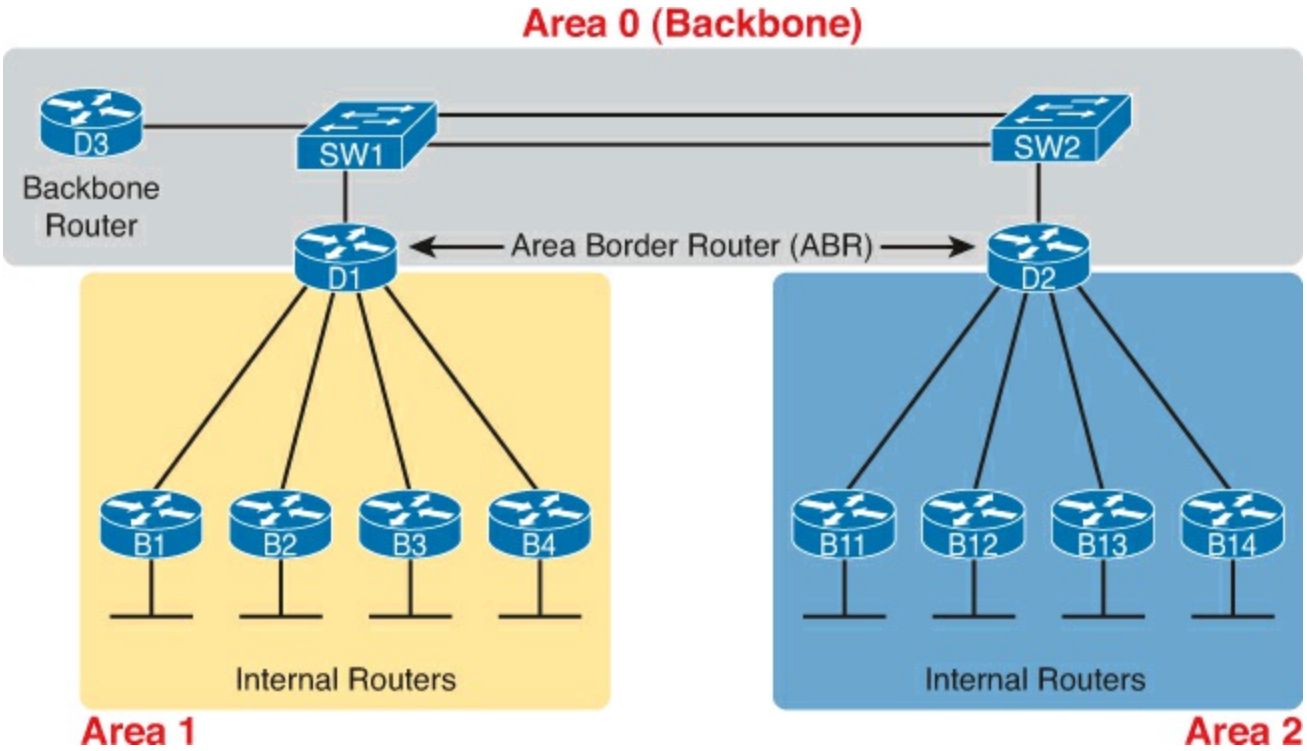 Area 0 (Backbone)
D3
SW1
SW2
Backbone
Router
Area Border Router (ABR)
D1
D2
B1
B2
B3
B4
B11
B12
B13
B14
Internal Routers
Internal Routers
Area 1
Area 2